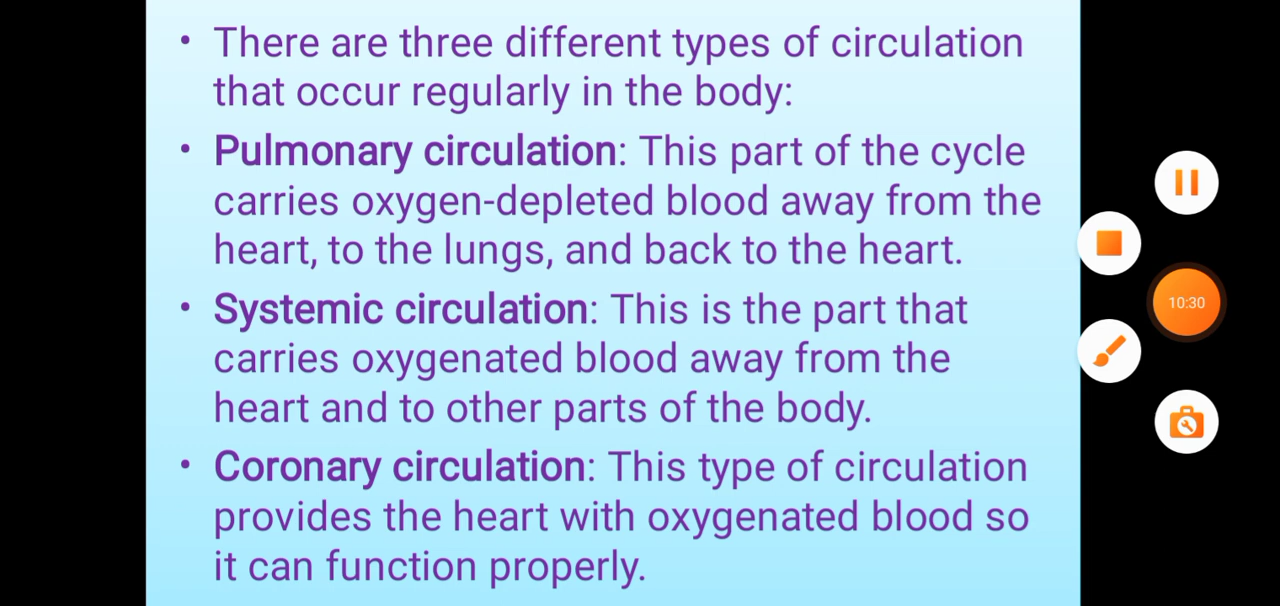 • There are three different types of circulation
that occur regularly in the body:
• Pulmonary circulation: This part of the cycle
carries oxygen-depleted blood away from the
heart, to the lungs, and back to the heart.
• Systemic circulation: This is the part that
carries oxygenated blood away from the
heart and to other parts of the body.
• Coronary circulation: This type of circulation
provides the heart with oxygenated blood so
it can function properly.
10:30